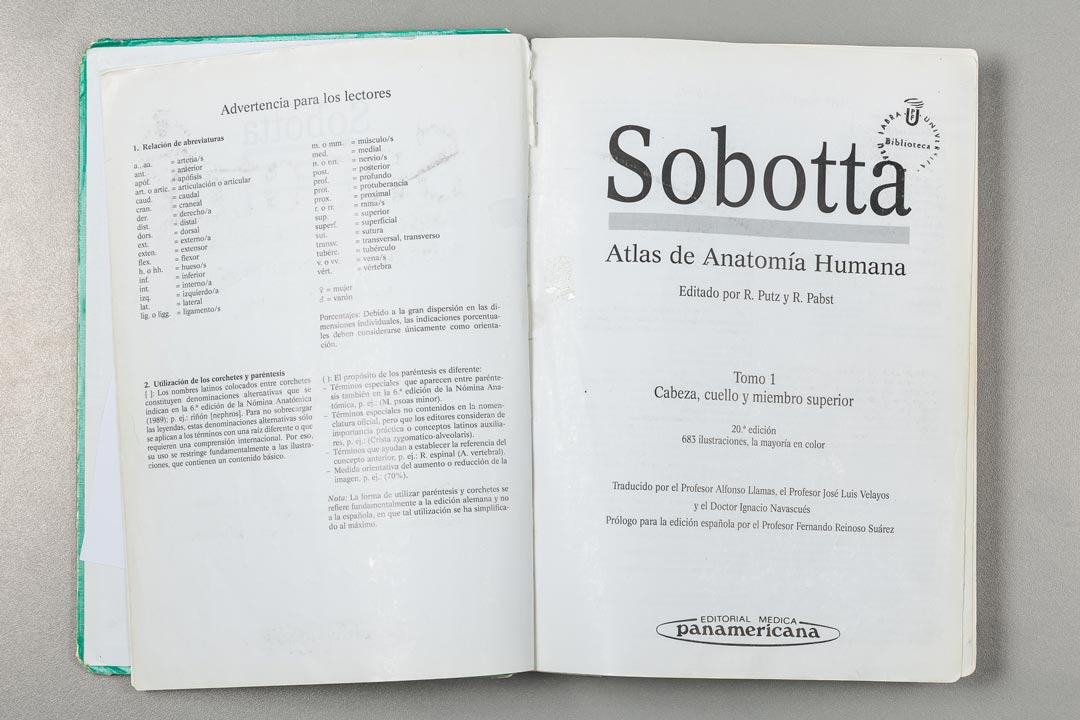 Advertencia para los lectores
1. Relación de abreviaturas
a., aa. = arteria/s
ant. = anterior
apóf. = apófisis
art. o artic. = articulación o articular
caud. = caudal
cran. = craneal
der. = derecho/a
dist. = distal
dors. = dorsal
ext. = externo/a
exten. = extensor
flex. = flexor
h. o hh. = hueso/s
inf. = inferior
int. = interno/a
izq. = izquierdo/a
lat. = lateral
lig. o ligg. = ligamento/s
m. o mm. = músculo/s
med. = medial
n. o nn. = nervio/s
post. = posterior
prof. = profundo
prot. = protuberancia
prox. = proximal
r. o rr. = rama/s
sup. = superior
superf. = superficial
sut. = sutura
transv. = transversal, transverso
tubérc. = tubérculo
v. o vv. = vena/s
vért. = vértebra
♀ = mujer
♂ = varón
Porcentajes: Debido a la gran dispersión en las di-
mensiones individuales, las indicaciones porcentua-
les deben considerarse únicamente como orienta-
ción.
2. Utilización de los corchetes y paréntesis
[ ]: Los nombres latinos colocados entre corchetes
constituyen denominaciones alternativas que se
indican en la 6.ª edición de la Nómina Anatómica
(1989); p. ej.: riñón [nephros]. Para no sobrecargar
las leyendas, estas denominaciones alternativas sólo
se aplican a los términos con una raíz diferente o que
requieren una comprensión internacional. Por eso,
su uso se restringe fundamentalmente a las ilustra-
ciones, que contienen un contenido básico.
( ): El propósito de los paréntesis es diferente:
– Términos especiales que aparecen entre parénte-
sis también en la 6.ª edición de la Nómina Ana-
tómica, p. ej.: (M. psoas minor).
– Términos especiales no contenidos en la nomen-
clatura oficial, pero que los editores consideran de
importancia práctica o conceptos latinos auxilia-
res, p. ej.: (Crista zygomatico-alveolaris).
– Términos que ayudan a establecer la referencia del
concepto anterior, p. ej.: R. espinal (A. vertebral).
– Medida orientativa del aumento o reducción de la
imagen, p. ej.: (70%).
Nota: La forma de utilizar paréntesis y corchetes se
refiere fundamentalmente a la edición alemana y no
a la española, en que tal utilización se ha simplifica-
do al máximo.
Sobotta
Biblioteca
Atlas de Anatomía Humana
Editado por R. Putz y R. Pabst
Tomo 1
Cabeza, cuello y miembro superior
20.ª edición
683 ilustraciones, la mayoría en color
Traducido por el Profesor Alfonso Llamas, el Profesor José Luis Velayos
y el Doctor Ignacio Navascués
Prólogo para la edición española por el Profesor Fernando Reinoso Suárez
EDITORIAL MEDICA
panamericana